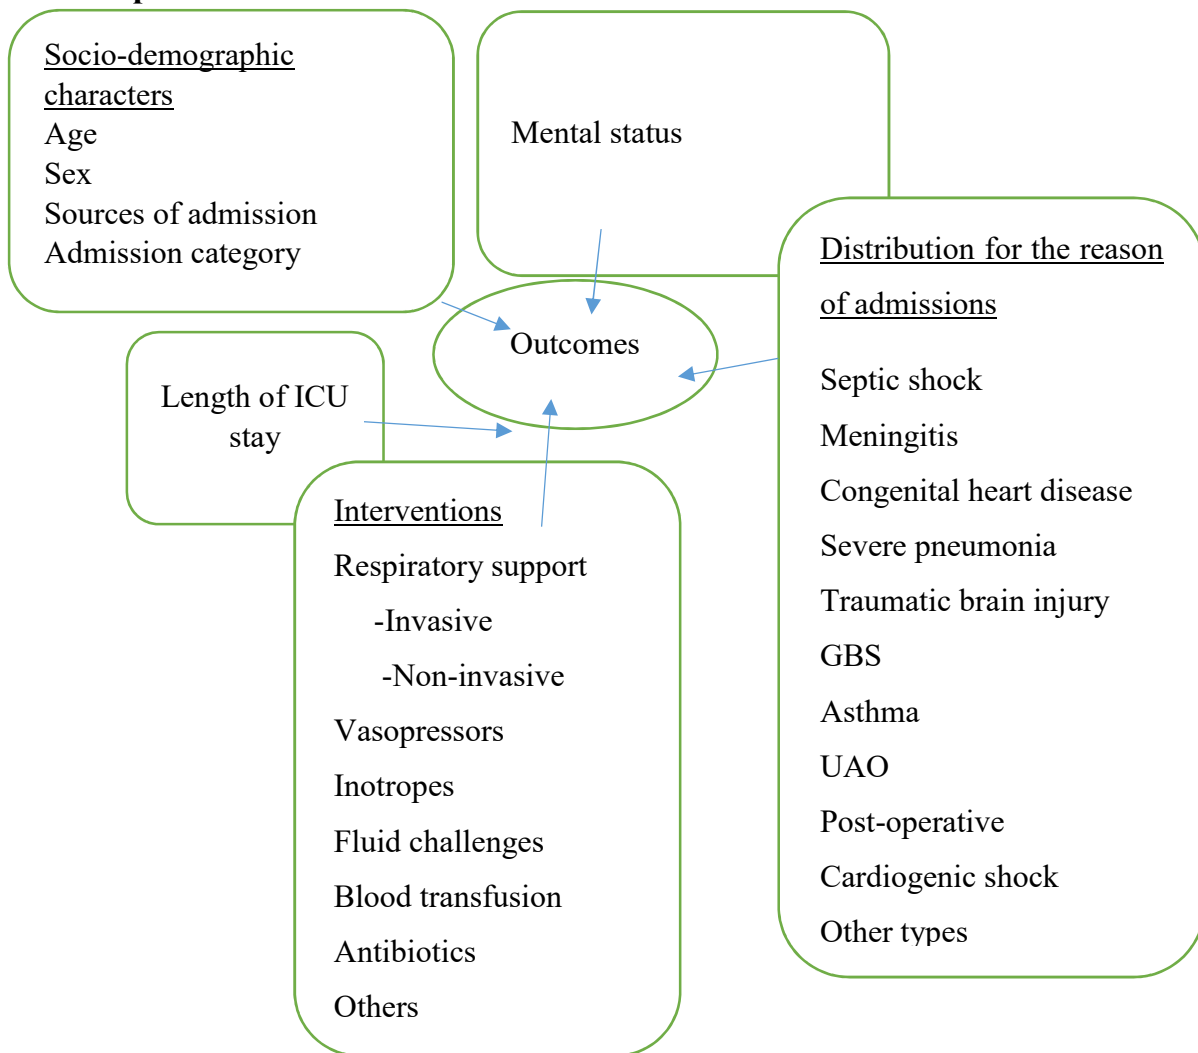 Socio-demographic
characters
Age
Sex
Sources of admission
Admission category
Mental status
Distribution for the reason
of admissions
Septic shock
Meningitis
Congenital heart disease
Severe pneumonia
Traumatic brain injury
GBS
Asthma
UAO
Post-operative
Cardiogenic shock
Other types
Outcomes
Length of ICU
stay
Interventions
Respiratory support
-Invasive
-Non-invasive
Vasopressors
Inotropes
Fluid challenges
Blood transfusion
Antibiotics
Others